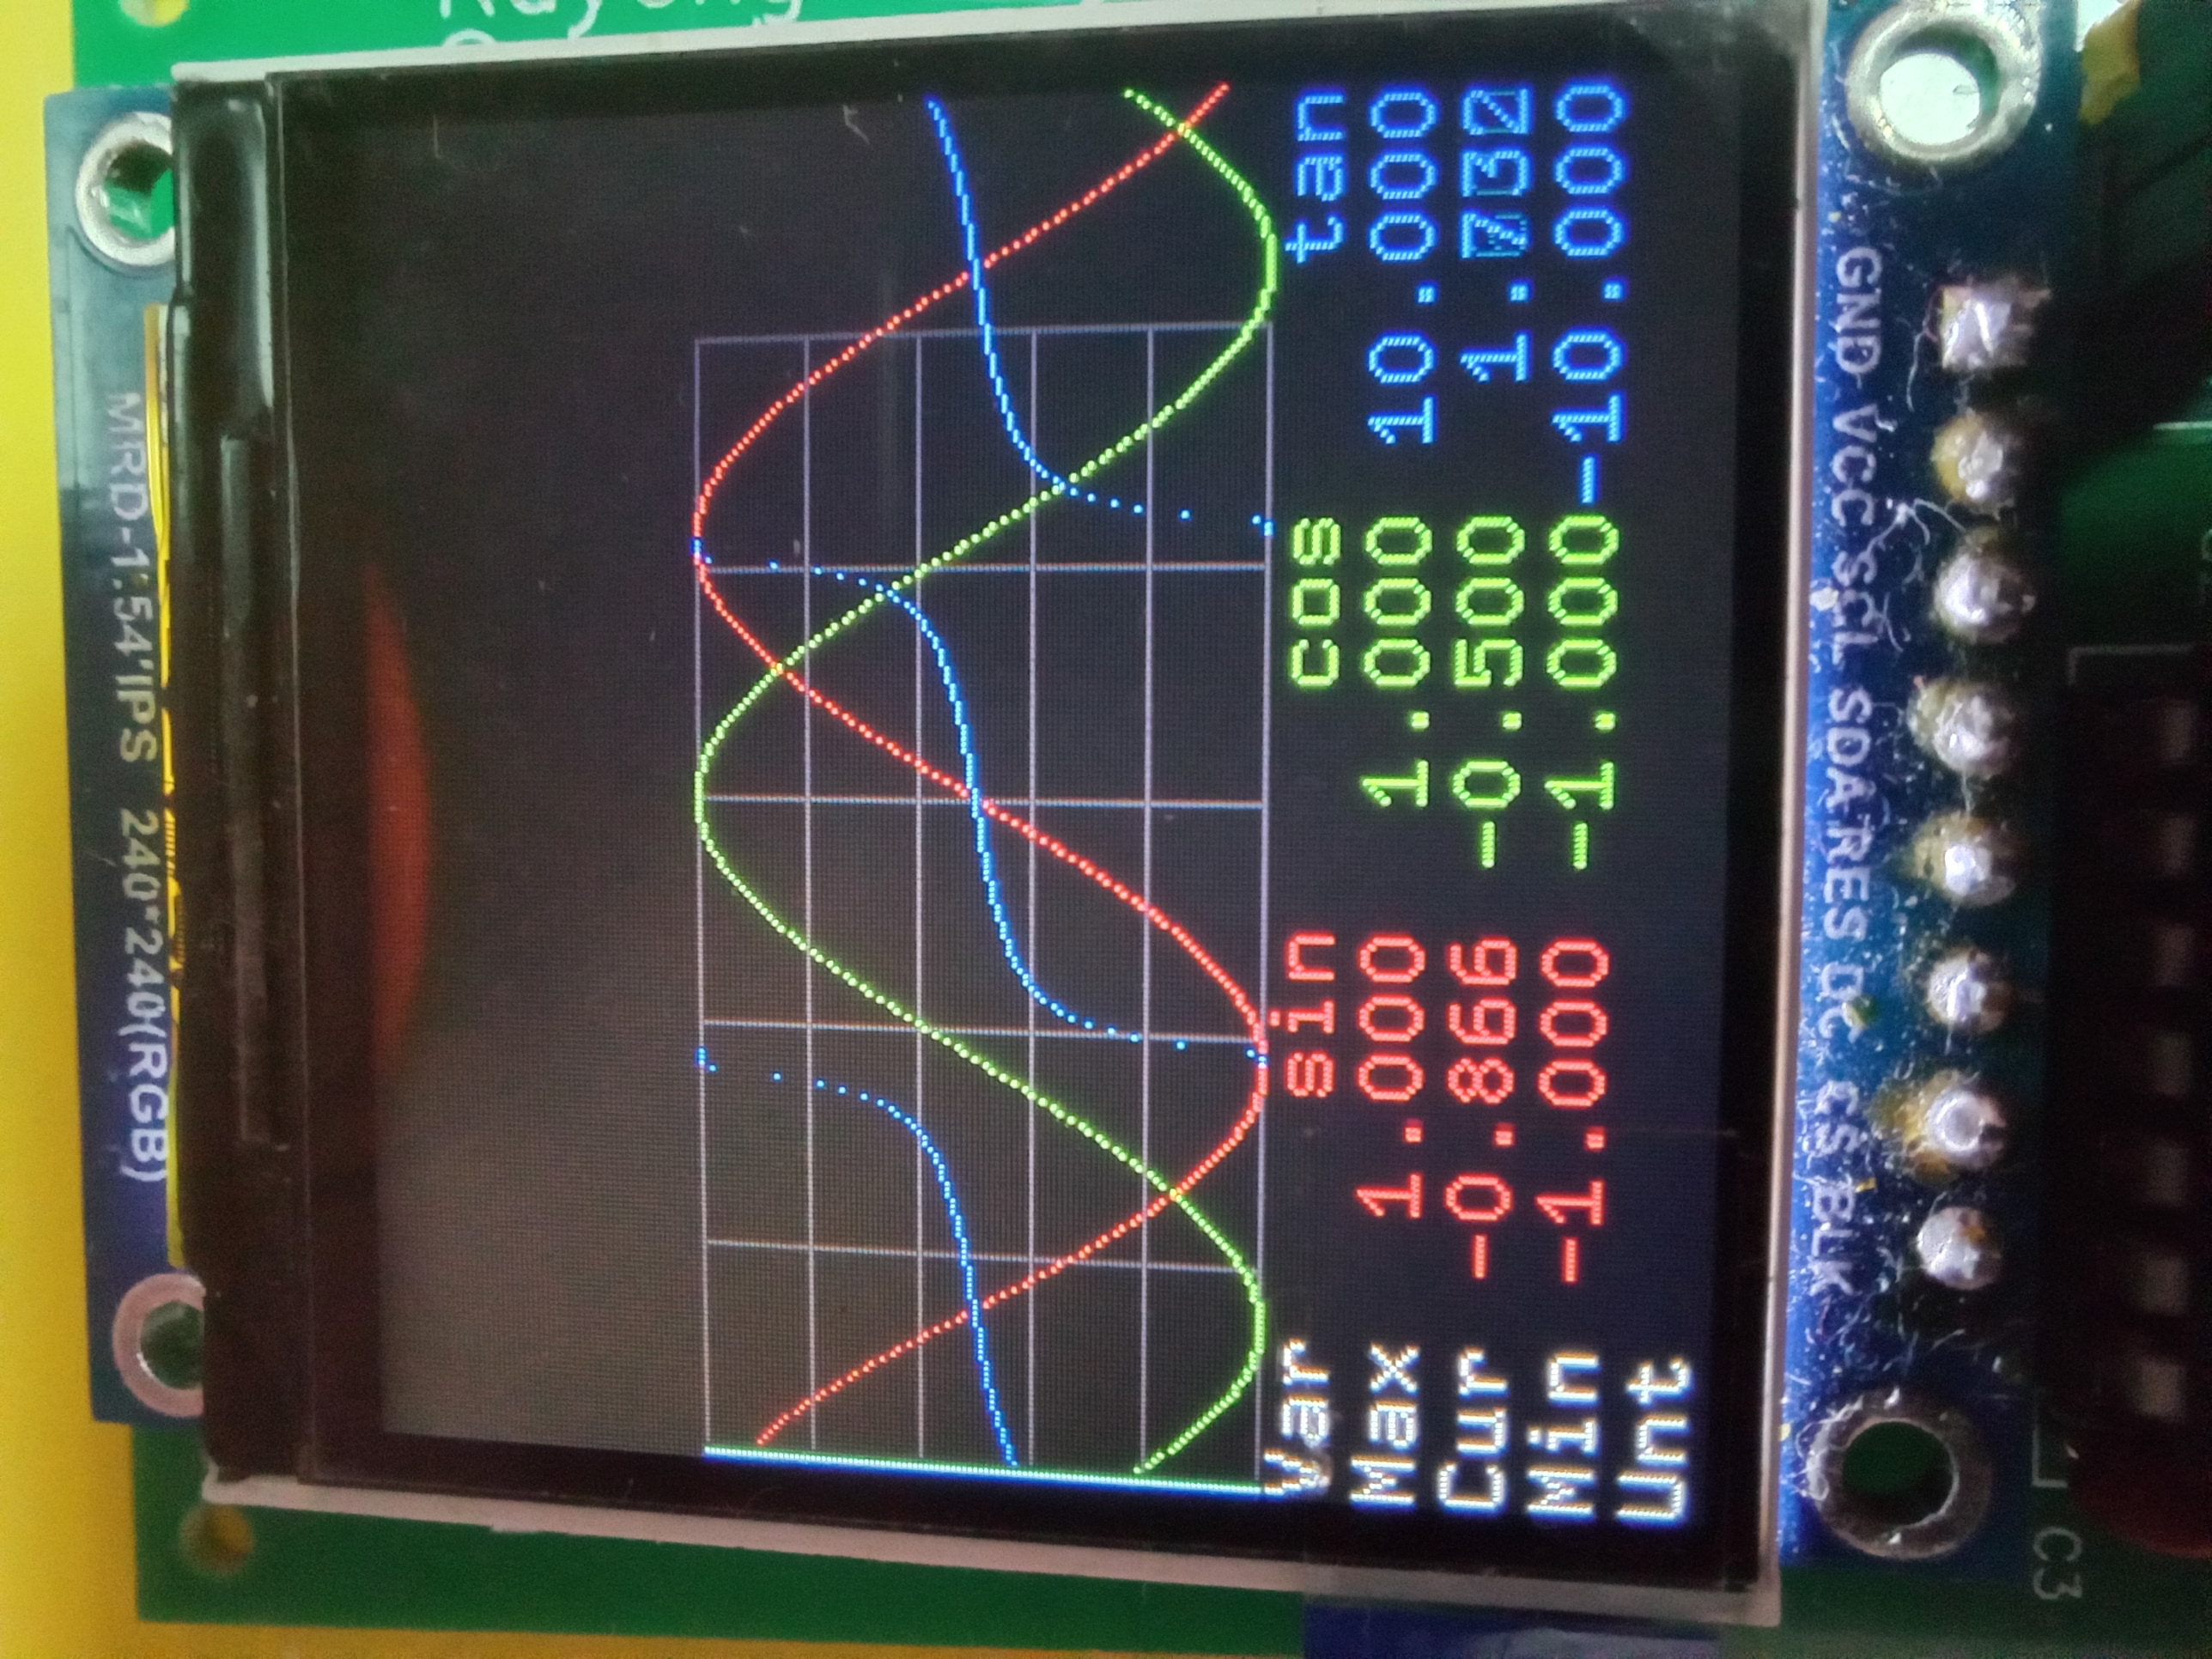 MRD-1.54'IPS 240*240(RGB)
Var sin cos tan
Max 1.000 1.000 10.000
Cur -0.866 -0.500 1.732
Min -1.000 -1.000 -10.000
Unt
GND VCC SCL SDA RES DC CS BLK
C3